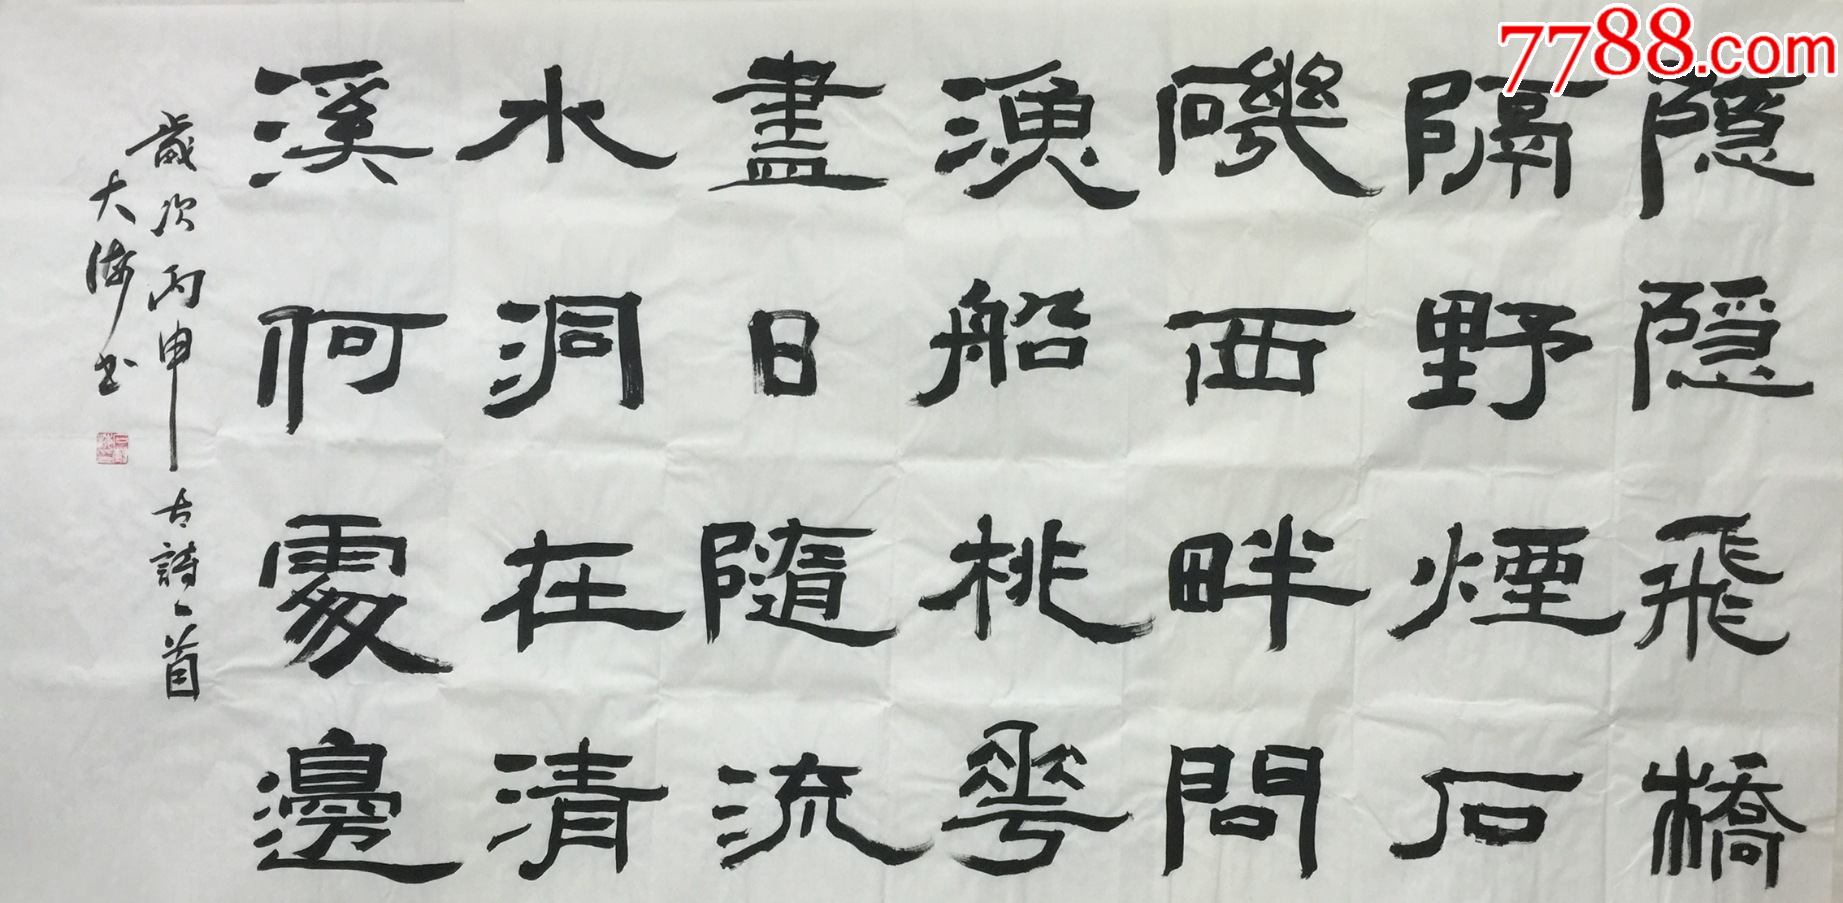 隱隱飛橋
隔野煙石
磯西畔問
漁船桃花
盡日隨流
水洞在清
溪何處邊
歲次丙申 古詩一首
大海书
7788.com